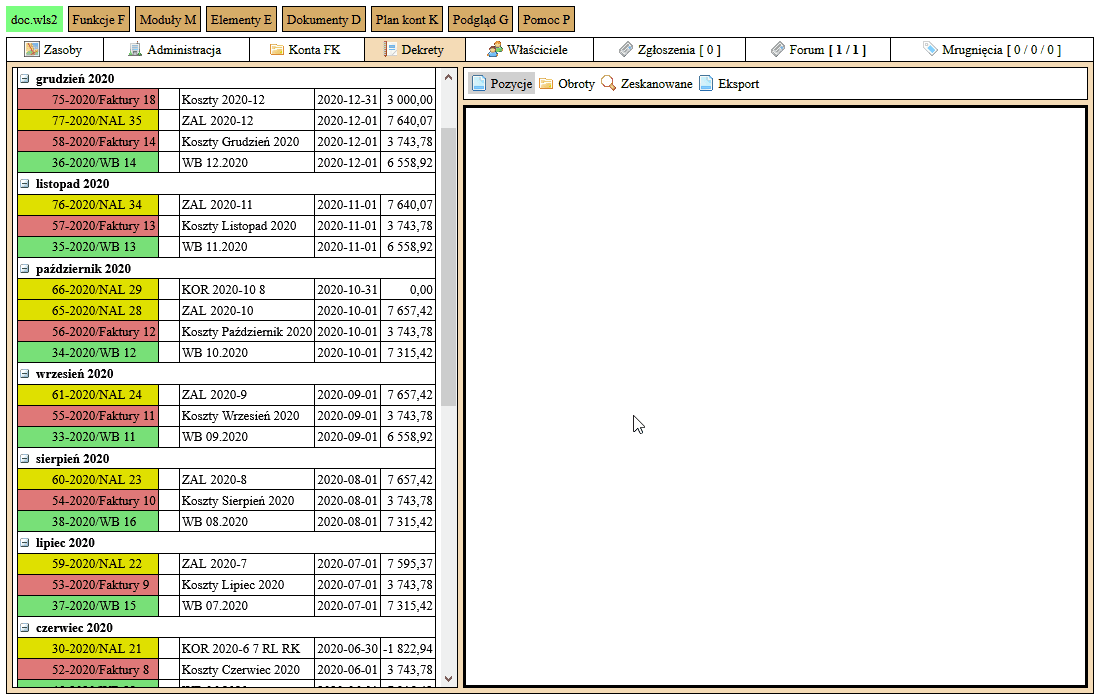 doc.wls2 Funkcje F Moduły M Elementy E Dokumenty D Plan kont K Podgląd G Pomoc P
Zasoby Administracja Konta FK Dekrety Właściciele Zgłoszenia [ 0 ] Forum [ 1 / 1 ] Mrugnięcia [ 0 / 0 / 0 ]
Pozycje Obroty Zeskanowane Eksport
grudzień 2020
75-2020/Faktury 18 Koszty 2020-12 2020-12-31 3 000,00
77-2020/NAL 35 ZAL 2020-12 2020-12-01 7 640,07
58-2020/Faktury 14 Koszty Grudzień 2020 2020-12-01 3 743,78
36-2020/WB 14 WB 12.2020 2020-12-01 6 558,92
listopad 2020
76-2020/NAL 34 ZAL 2020-11 2020-11-01 7 640,07
57-2020/Faktury 13 Koszty Listopad 2020 2020-11-01 3 743,78
35-2020/WB 13 WB 11.2020 2020-11-01 6 558,92
październik 2020
66-2020/NAL 29 KOR 2020-10 8 2020-10-31 0,00
65-2020/NAL 28 ZAL 2020-10 2020-10-01 7 657,42
56-2020/Faktury 12 Koszty Październik 2020 2020-10-01 3 743,78
34-2020/WB 12 WB 10.2020 2020-10-01 7 315,42
wrzesień 2020
61-2020/NAL 24 ZAL 2020-9 2020-09-01 7 657,42
55-2020/Faktury 11 Koszty Wrzesień 2020 2020-09-01 3 743,78
33-2020/WB 11 WB 09.2020 2020-09-01 6 558,92
sierpień 2020
60-2020/NAL 23 ZAL 2020-8 2020-08-01 7 657,42
54-2020/Faktury 10 Koszty Sierpień 2020 2020-08-01 3 743,78
38-2020/WB 16 WB 08.2020 2020-08-01 7 315,42
lipiec 2020
59-2020/NAL 22 ZAL 2020-7 2020-07-01 7 595,37
53-2020/Faktury 9 Koszty Lipiec 2020 2020-07-01 3 743,78
37-2020/WB 15 WB 07.2020 2020-07-01 7 315,42
czerwiec 2020
30-2020/NAL 21 KOR 2020-6 7 RL RK 2020-06-30 -1 822,94
52-2020/Faktury 8 Koszty Czerwiec 2020 2020-06-01 3 743,78